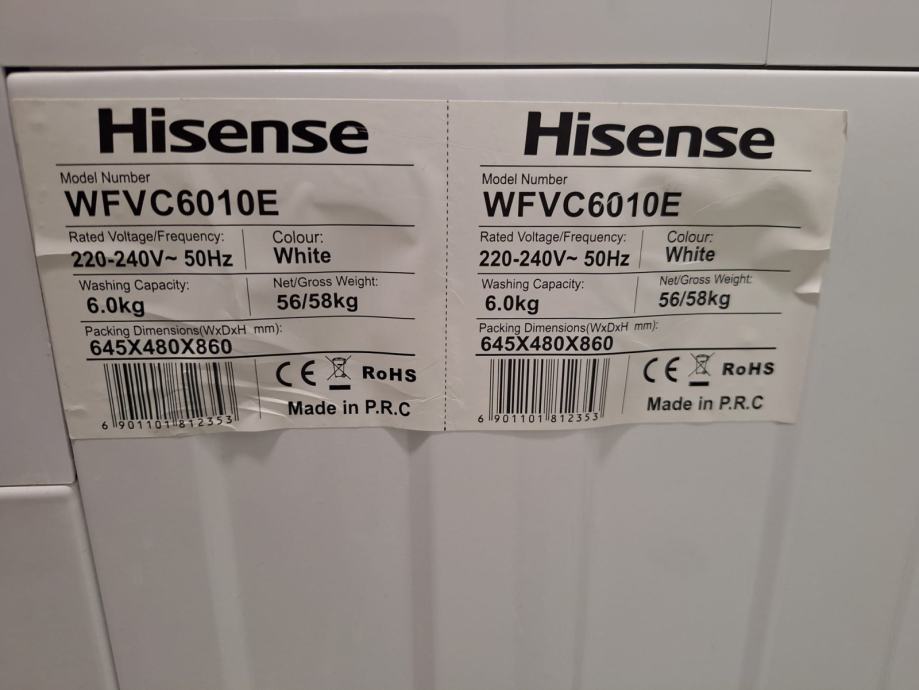 Hisense
Model Number
WFVC6010E
Rated Voltage/Frequency:
220-240V~ 50Hz
Colour:
White
Washing Capacity:
6.0kg
Net/Gross Weight:
56/58kg
Packing Dimensions(WxDxH mm):
645X480X860
CE RoHS
6 901101 812353
Made in P.R.C
Hisense
Model Number
WFVC6010E
Rated Voltage/Frequency:
220-240V~ 50Hz
Colour:
White
Washing Capacity:
6.0kg
Net/Gross Weight:
56/58kg
Packing Dimensions(WxDxH mm):
645X480X860
CE RoHS
6 901101 812353
Made in P.R.C